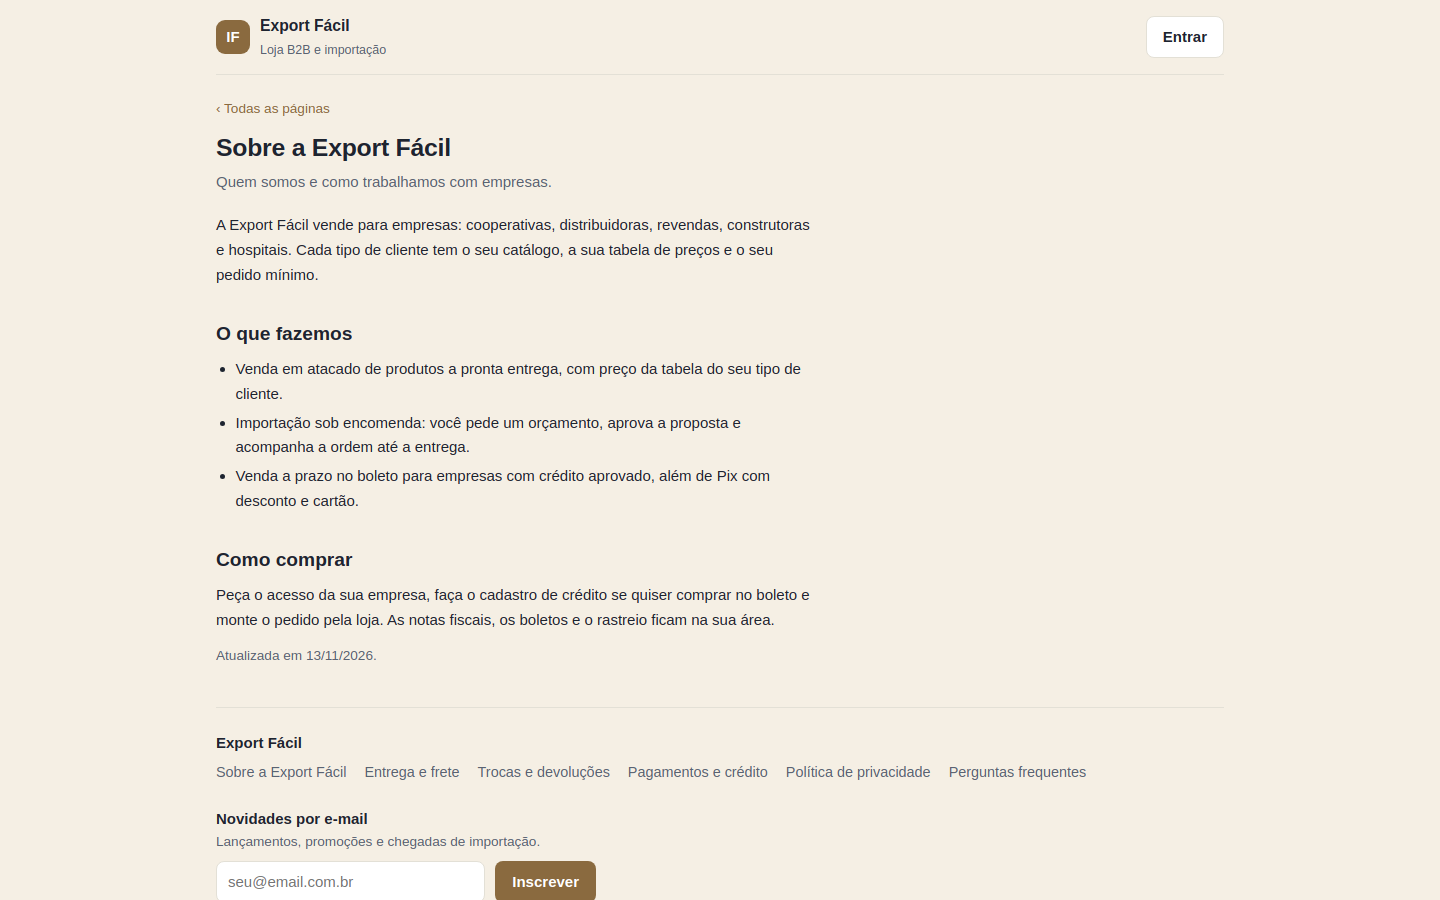 IF
Export Fácil
Loja B2B e importação
Entrar
‹ Todas as páginas
Sobre a Export Fácil
Quem somos e como trabalhamos com empresas.
A Export Fácil vende para empresas: cooperativas, distribuidoras, revendas, construtoras
e hospitais. Cada tipo de cliente tem o seu catálogo, a sua tabela de preços e o seu
pedido mínimo.
O que fazemos
• Venda em atacado de produtos a pronta entrega, com preço da tabela do seu tipo de
cliente.
• Importação sob encomenda: você pede um orçamento, aprova a proposta e
acompanha a ordem até a entrega.
• Venda a prazo no boleto para empresas com crédito aprovado, além de Pix com
desconto e cartão.
Como comprar
Peça o acesso da sua empresa, faça o cadastro de crédito se quiser comprar no boleto e
monte o pedido pela loja. As notas fiscais, os boletos e o rastreio ficam na sua área.
Atualizada em 13/11/2026.
Export Fácil
Sobre a Export Fácil Entrega e frete Trocas e devoluções Pagamentos e crédito Política de privacidade Perguntas frequentes
Novidades por e-mail
Lançamentos, promoções e chegadas de importação.
seu@email.com.br Inscrever